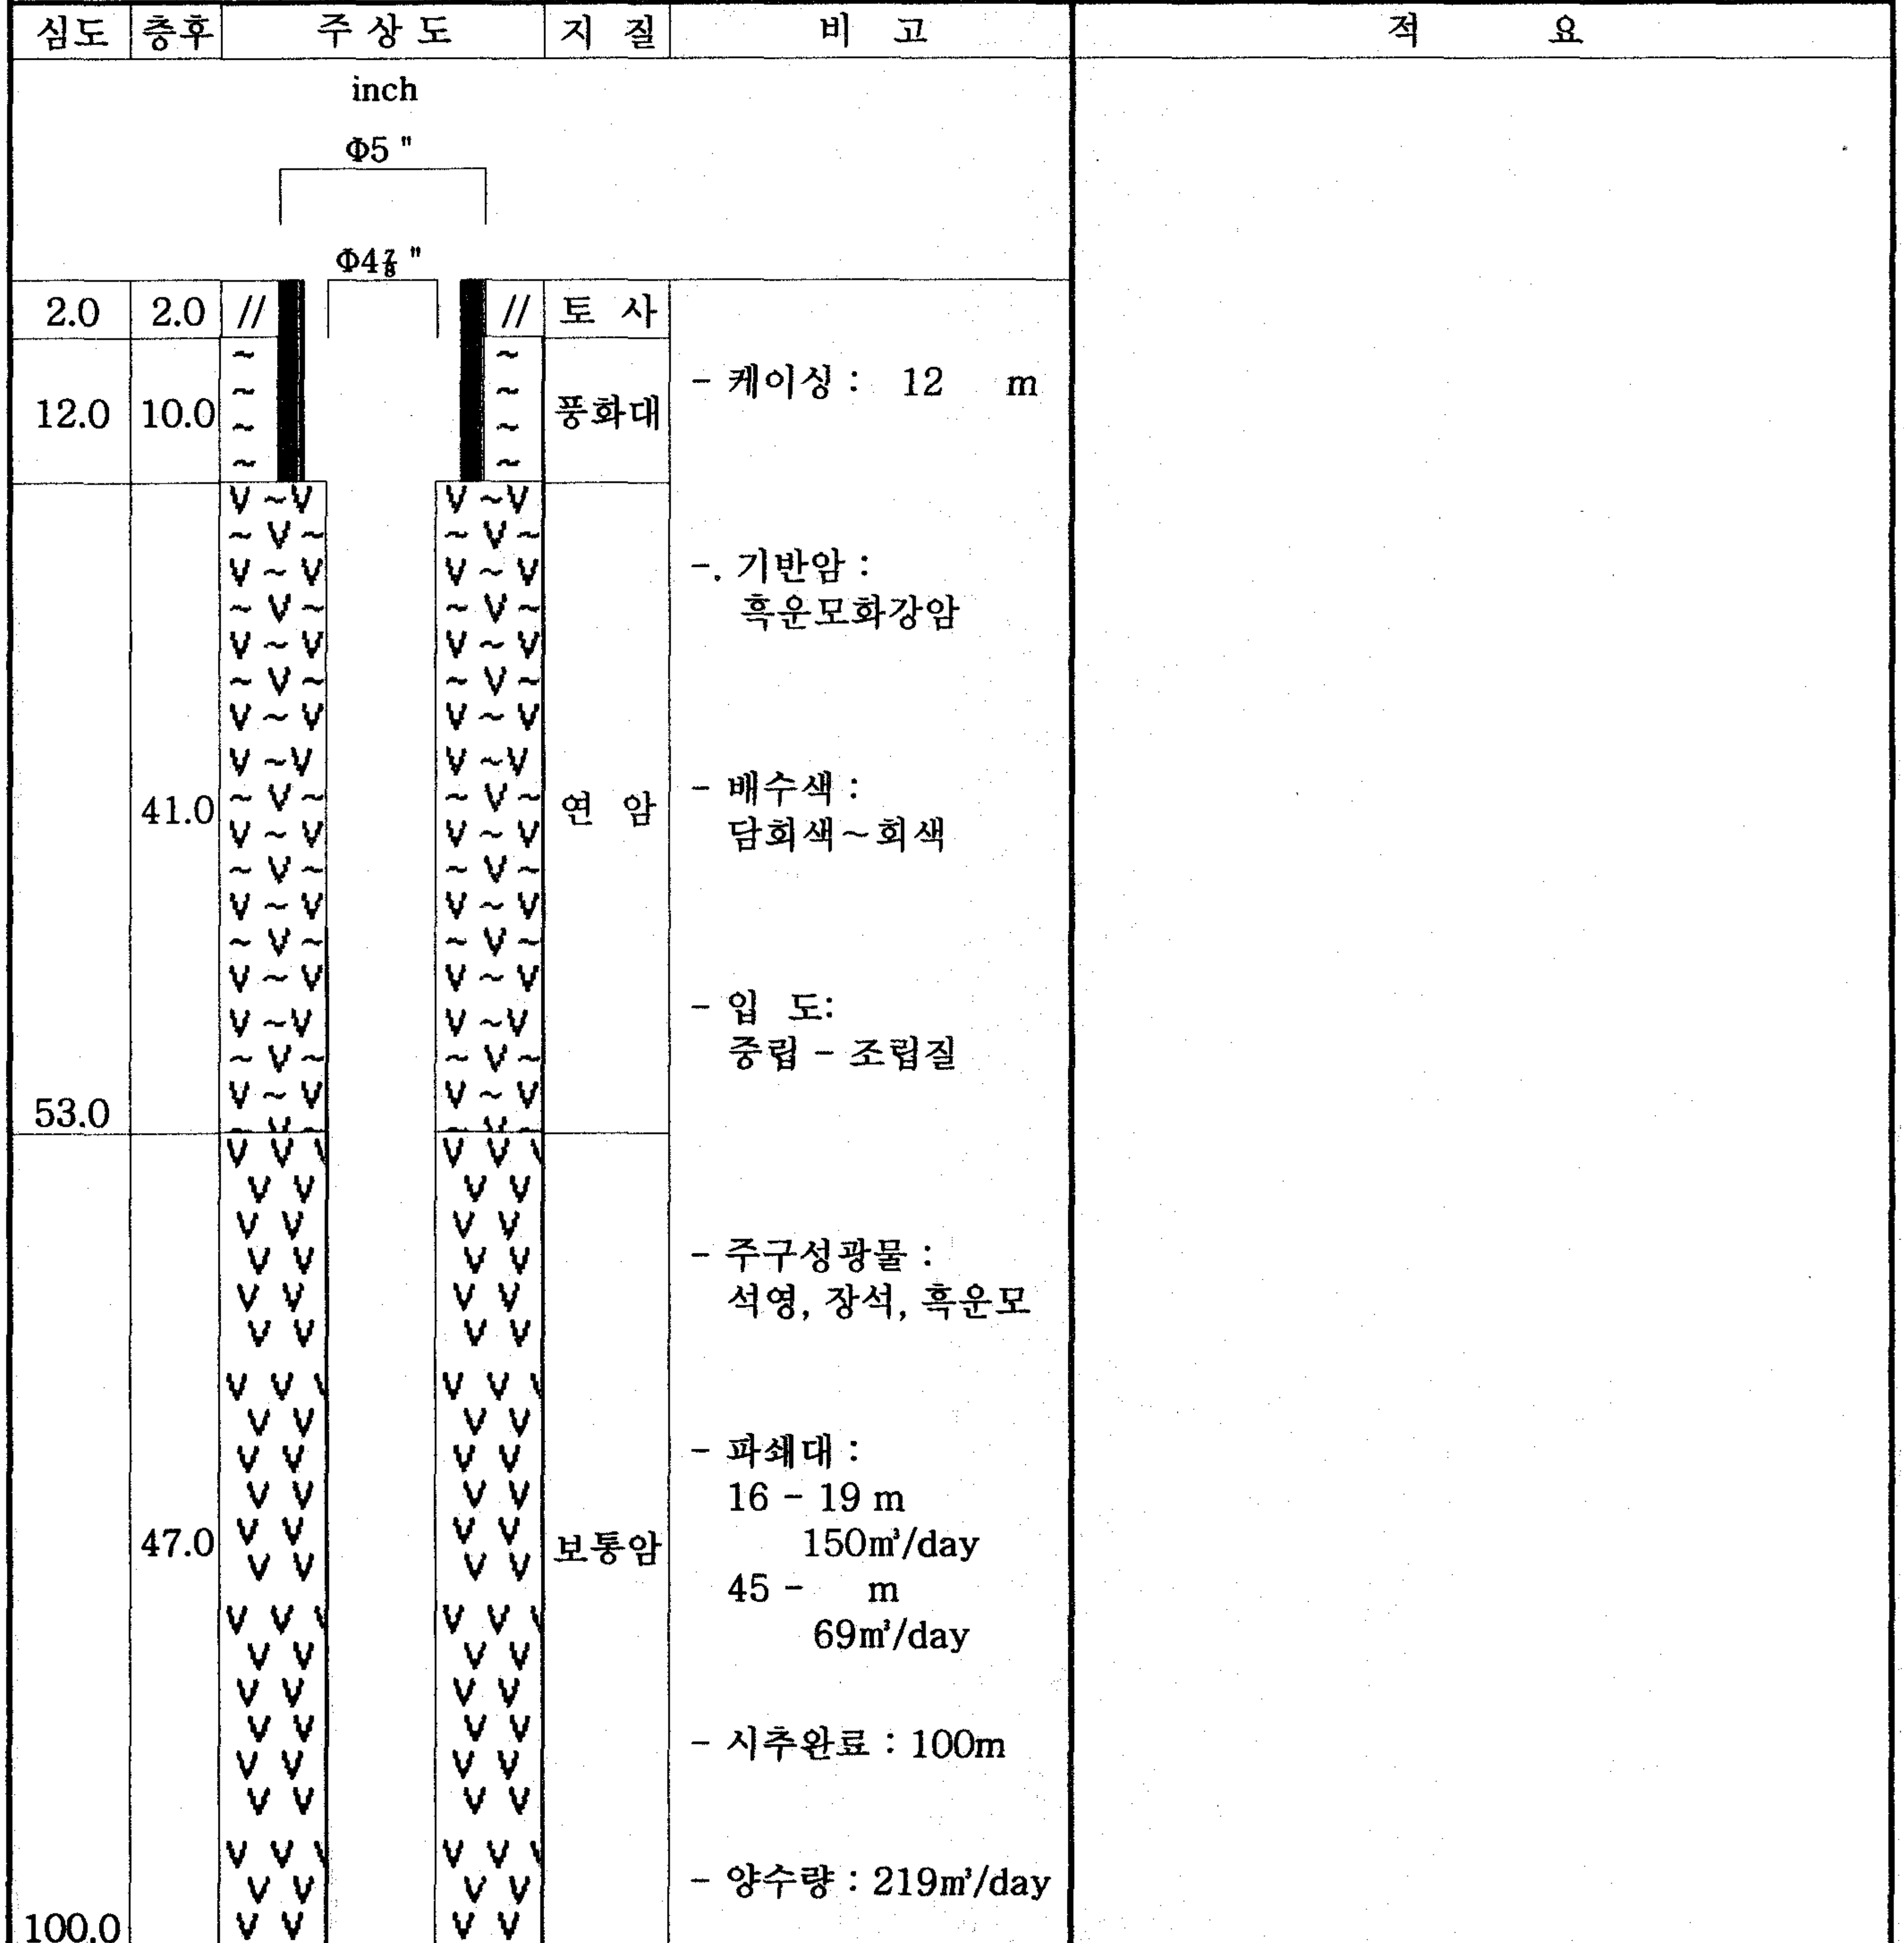 심도 층후 주상도 지 질 비 고 적 요
inch
Φ5 "
Φ4⅞ "
2.0 2.0 // // 토 사
12.0 10.0 풍화대
- 케이싱 : 12 m
-. 기반암 :
흑운모화강암
41.0 연 암
- 배수색 :
담회색~회색
- 입 도:
중립 - 조립질
53.0
- 주구성광물 :
석영, 장석, 흑운모
- 파쇄대 :
16 - 19 m
150㎥/day
47.0 보통암
45 - m
69㎥/day
- 시추완료 : 100m
- 양수량 : 219㎥/day
100.0